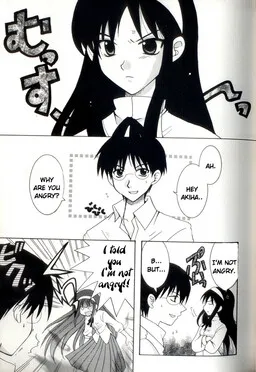 むっ
すー
AH.
HEY
AKIHA.
WHY
ARE YOU
ANGRY?
I'M NOT
ANGRY.
B...
BUT...
I told
you
I'm not
angry!!